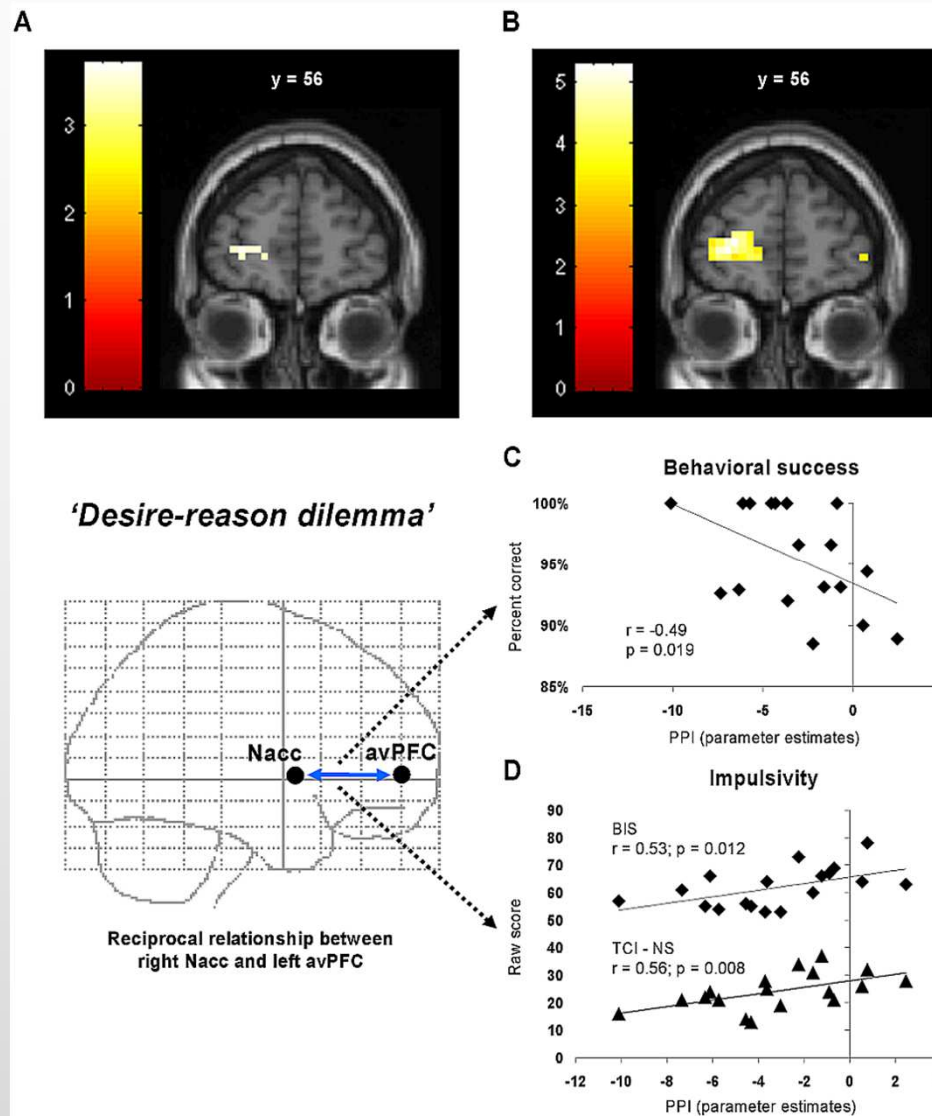 A
B
y = 56
3
2
1
0
y = 56
5
4
3
2
1
0
'Desire-reason dilemma'
Nacc
avPFC
Reciprocal relationship between
right Nacc and left avPFC
C
Behavioral success
100%
95%
90%
85%
Percent correct
r = -0.49
p = 0.019
-15
-10
-5
0
PPI (parameter estimates)
D
Impulsivity
90
80
70
60
50
40
30
20
10
0
Raw score
BIS
r = 0.53; p = 0.012
TCI - NS
r = 0.56; p = 0.008
-12
-10
-8
-6
-4
-2
0
2
PPI (parameter estimates)